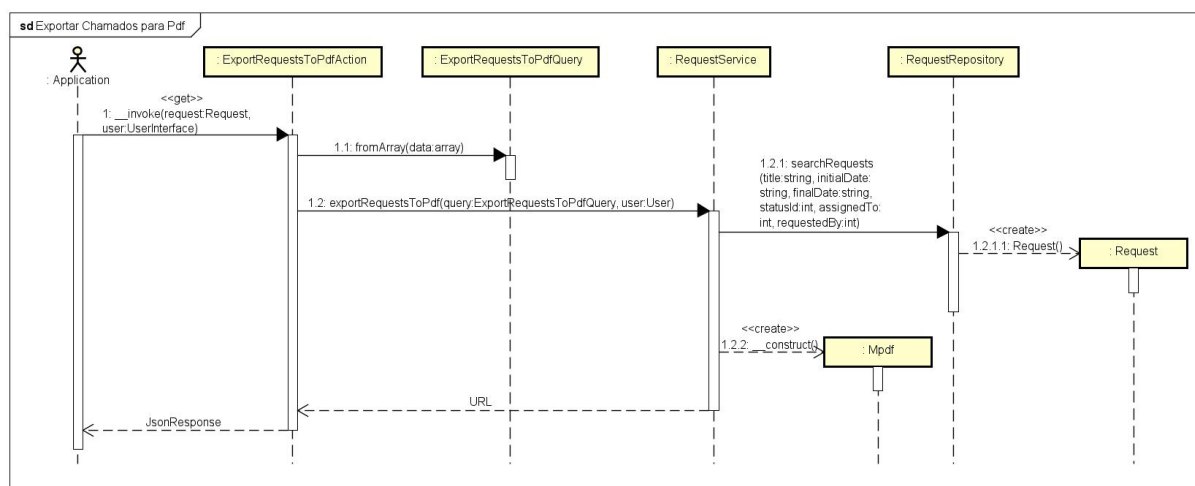 sd Exportar Chamados para Pdf
: Application
: ExportRequestsToPdfAction
: ExportRequestsToPdfQuery
: RequestService
: RequestRepository
<<get>>
1: __invoke(request:Request,
user:UserInterface)
1.1: fromArray(data:array)
1.2: exportRequestsToPdf(query:ExportRequestsToPdfQuery, user:User)
1.2.1: searchRequests
(title:string, initialDate:
string, finalDate:string,
statusId:int, assignedTo:
int, requestedBy:int)
<<create>>
1.2.1.1: Request()
: Request
<<create>>
1.2.2: __construct()
: Mpdf
URL
JsonResponse